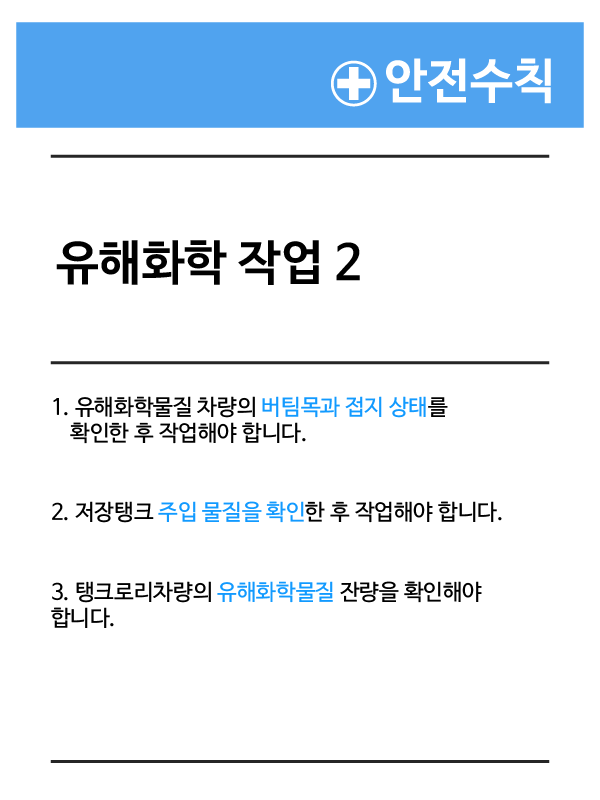 안전수칙
유해화학 작업 2
1. 유해화학물질 차량의 버팀목과 접지 상태를
확인한 후 작업해야 합니다.
2. 저장탱크 주입 물질을 확인한 후 작업해야 합니다.
3. 탱크로리차량의 유해화학물질 잔량을 확인해야
합니다.